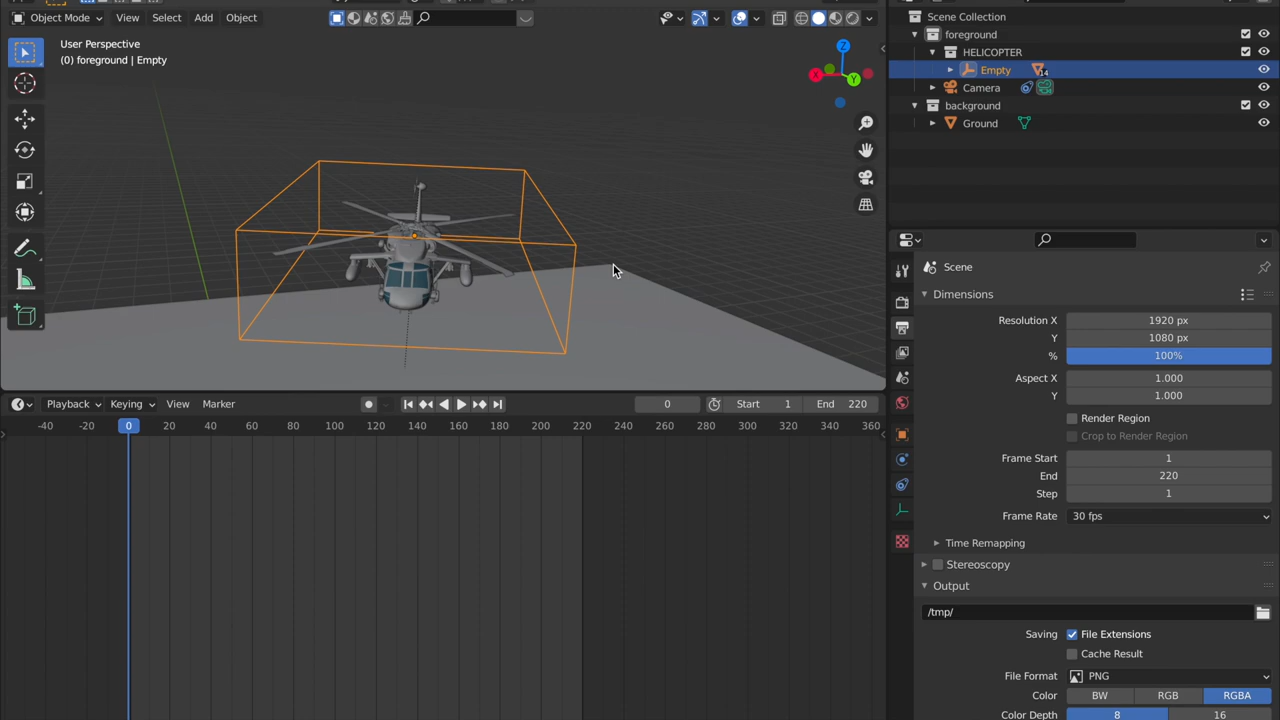 Object Mode View Select Add Object
User Perspective
(0) foreground | Empty
X
Y
Z
Playback Keying View Marker
0 Start 1 End 220
-40 -20 0 20 40 60 80 100 120 140 160 180 200 220 240 260 280 300 320 340 360
Scene Collection
foreground
HELICOPTER
Empty 14
Camera
background
Ground
Scene
Dimensions
Resolution X 1920 px
Y 1080 px
% 100%
Aspect X 1.000
Y 1.000
Render Region
Crop to Render Region
Frame Start 1
End 220
Step 1
Frame Rate 30 fps
Time Remapping
Stereoscopy
Output
/tmp/
Saving File Extensions
Cache Result
File Format PNG
Color BW RGB RGBA
Color Depth 8 16